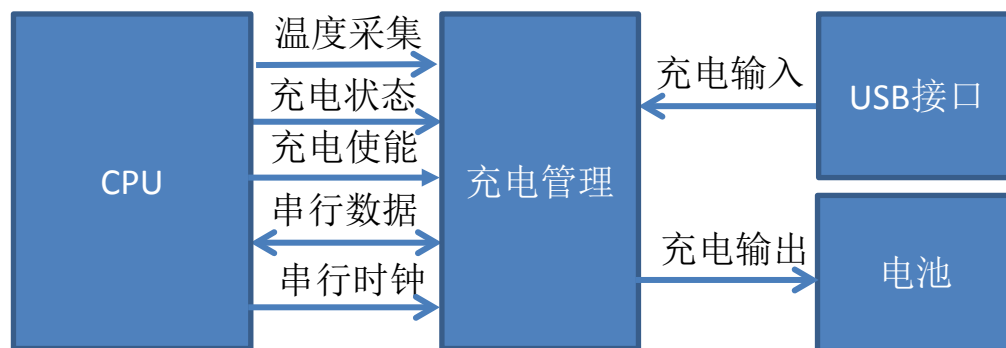 CPU
温度采集
充电状态
充电使能
串行数据
串行时钟
充电管理
充电输入
充电输出
USB接口
电池